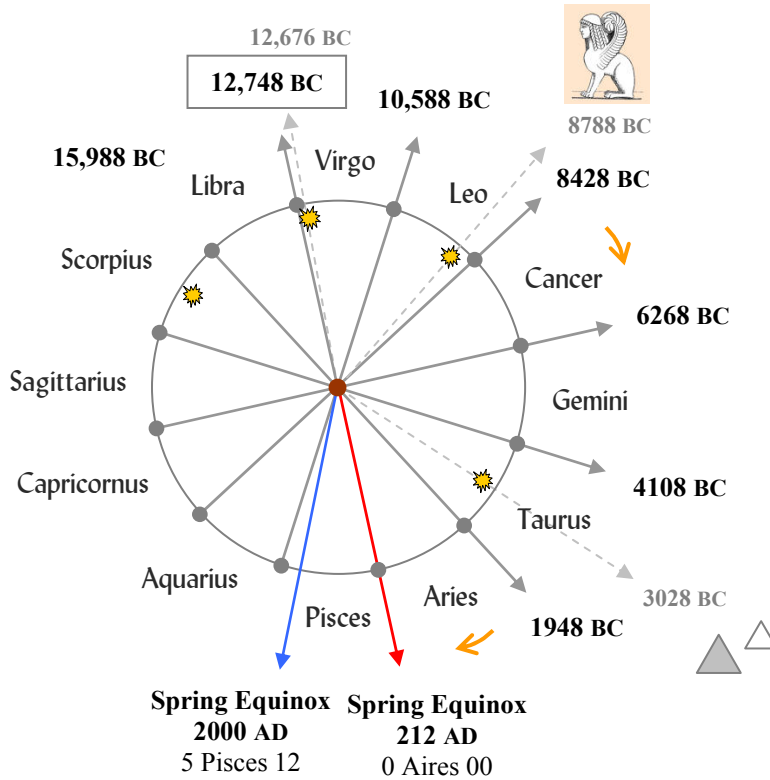 12,676 BC
12,748 BC
10,588 BC
8788 BC
15,988 BC
Virgo
8428 BC
Libra
Leo
Scorpius
Cancer
6268 BC
Sagittarius
Gemini
Capricornus
4108 BC
Taurus
Aquarius
Pisces
Aries
3028 BC
1948 BC
Spring Equinox
2000 AD
5 Pisces 12
Spring Equinox
212 AD
0 Aires 00